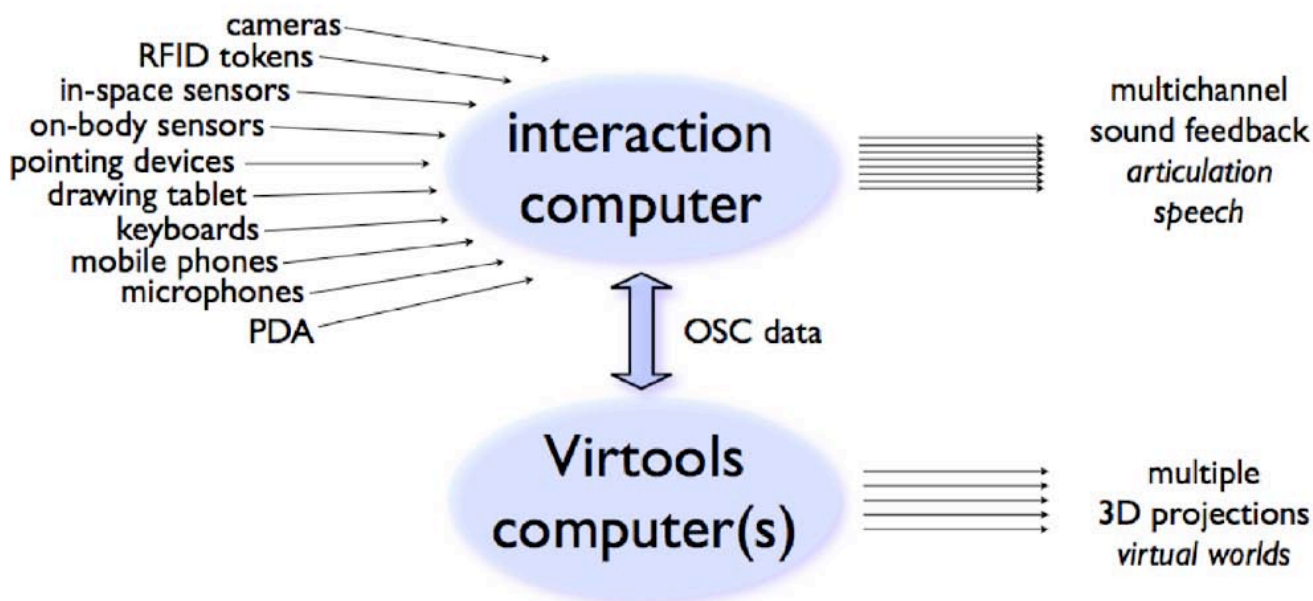 cameras
RFID tokens
in-space sensors
on-body sensors
pointing devices
drawing tablet
keyboards
mobile phones
microphones
PDA
interaction
computer
multichannel
sound feedback
articulation
speech
OSC data
Virtools
computer(s)
multiple
3D projections
virtual worlds